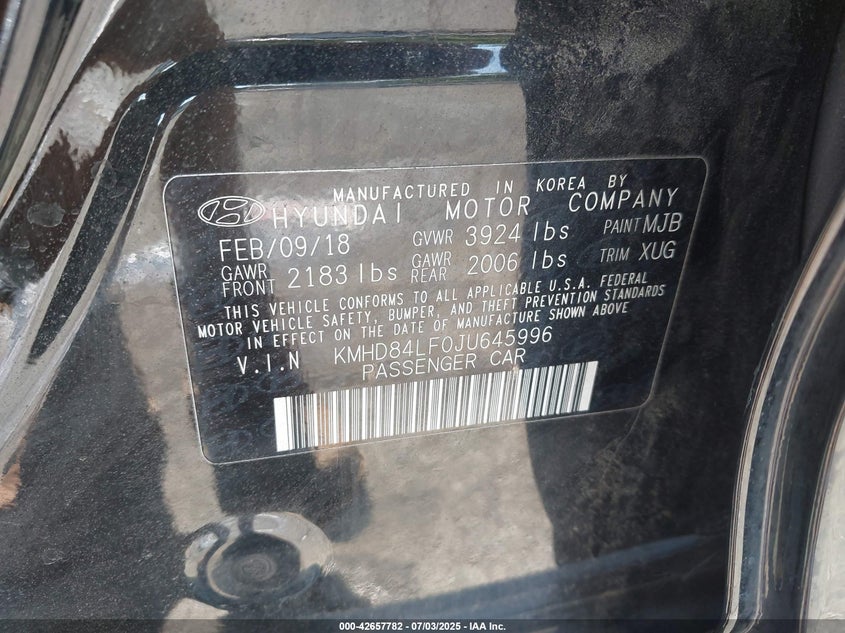 MANUFACTURED IN KOREA BY
HYUNDAI MOTOR COMPANY
FEB/09/18 GVWR 3924 lbs PAINT MJB
GAWR FRONT 2183 lbs GAWR REAR 2006 lbs TRIM XUG
THIS VEHICLE CONFORMS TO ALL APPLICABLE U.S.A. FEDERAL
MOTOR VEHICLE SAFETY, BUMPER, AND THEFT PREVENTION STANDARDS
IN EFFECT ON THE DATE OF MANUFACTURE SHOWN ABOVE
V.I.N KMHD84LF0JU645996
PASSENGER CAR
000-42657782 - 07/03/2025 - IAA Inc.